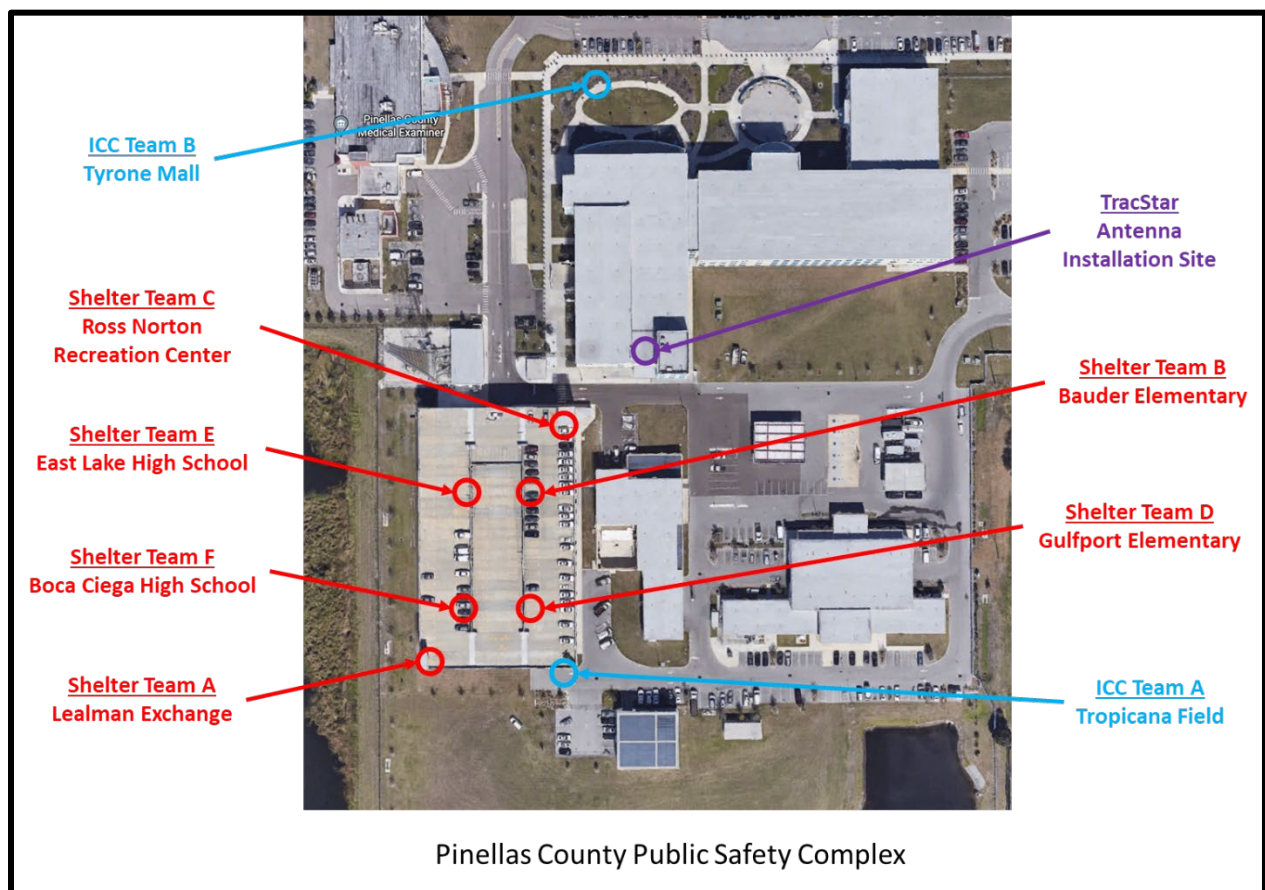 Pinellas County
Medical Examiner
ICC Team B
Tyrone Mall
TracStar
Antenna
Installation Site
Shelter Team C
Ross Norton
Recreation Center
Shelter Team B
Bauder Elementary
Shelter Team E
East Lake High School
Shelter Team D
Gulfport Elementary
Shelter Team F
Boca Ciega High School
Shelter Team A
Lealman Exchange
ICC Team A
Tropicana Field
Pinellas County Public Safety Complex